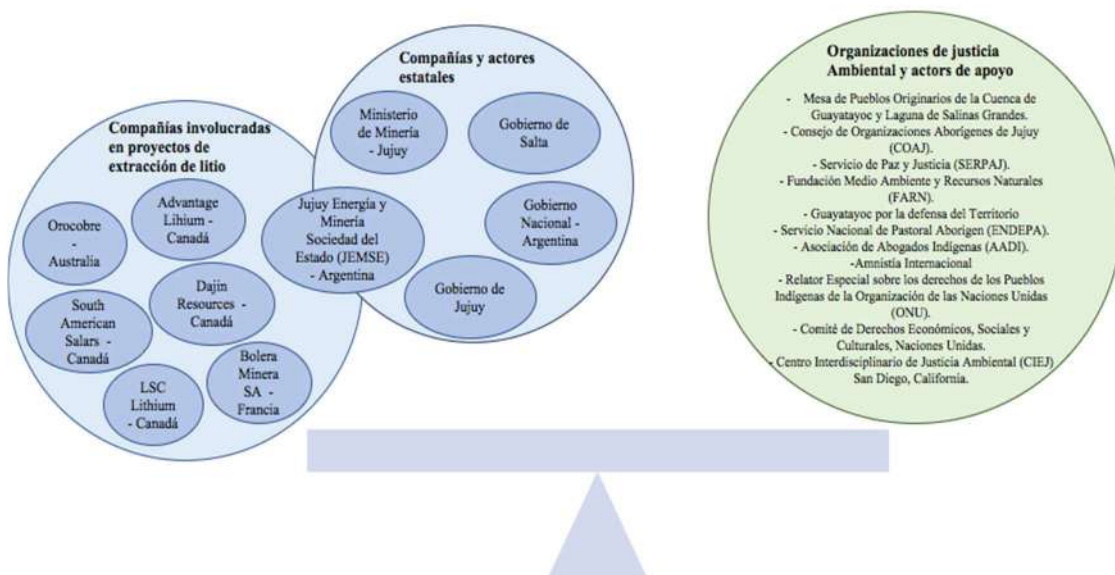 Compañías involucradas
en proyectos de
extracción de litio
Orocobre
-
Australia
Advantage
Lihium -
Canadá
South
American
Salars -
Canadá
Dajin
Resources -
Canadá
LSC
Lithium
- Canadá
Bolera
Minera
SA -
Francia
Jujuy Energía y
Minería
Sociedad del
Estado (JEMSE)
- Argentina
Compañías y actores
estatales
Ministerio
de Minería
- Jujuy
Gobierno de
Salta
Gobierno
Nacional -
Argentina
Gobierno de
Jujuy
Organizaciones de justicia
Ambiental y actors de apoyo
- Mesa de Pueblos Originarios de la Cuenca de
Guayatayoc y Laguna de Salinas Grandes.
- Consejo de Organizaciones Aborígenes de Jujuy
(COAJ).
- Servicio de Paz y Justicia (SERPAJ).
- Fundación Medio Ambiente y Recursos Naturales
(FARN).
- Guayatayoc por la defensa del Territorio
- Servicio Nacional de Pastoral Aborigen (ENDEPA).
- Asociación de Abogados Indígenas (AADI).
-Amnistía Internacional
- Relator Especial sobre los derechos de los Pueblos
Indígenas de la Organización de las Naciones Unidas
(ONU).
- Comité de Derechos Económicos, Sociales y
Culturales, Naciones Unidas.
- Centro Interdisciplinario de Justicia Ambiental (CIEJ)
San Diego, California.